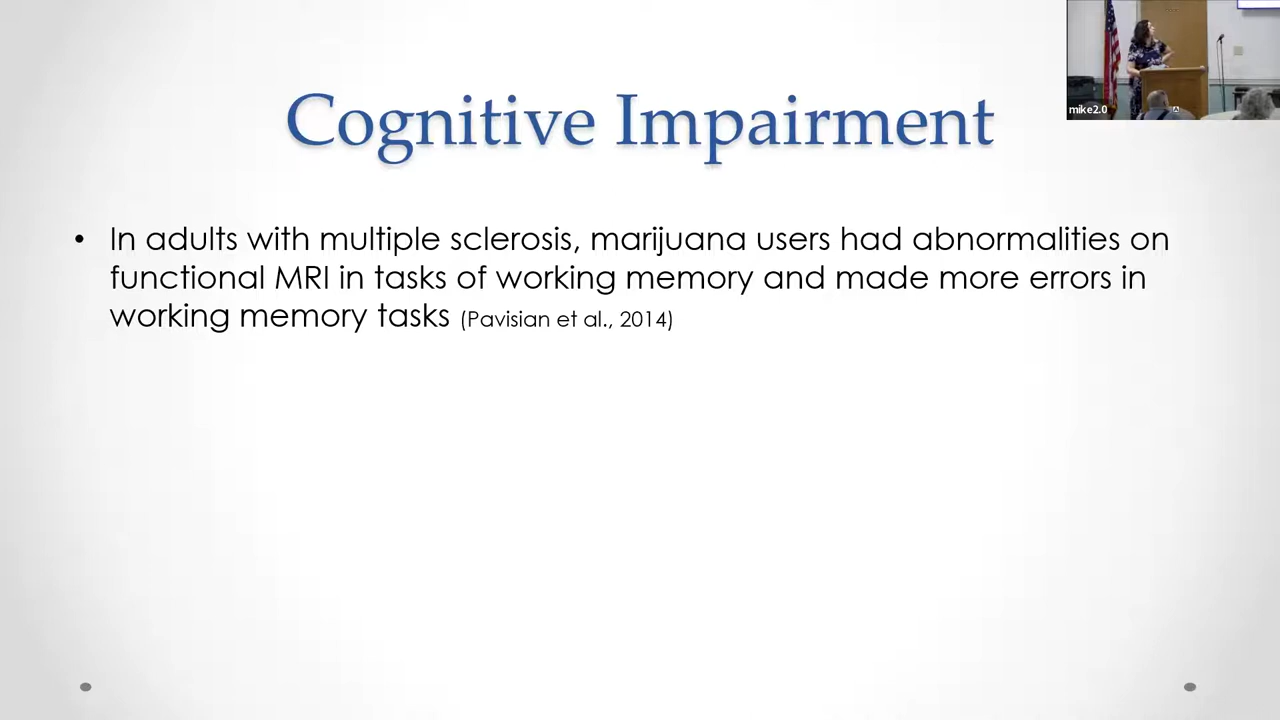 Cognitive Impairment
• In adults with multiple sclerosis, marijuana users had abnormalities on
functional MRI in tasks of working memory and made more errors in
working memory tasks (Pavisian et al., 2014)
mike2.0